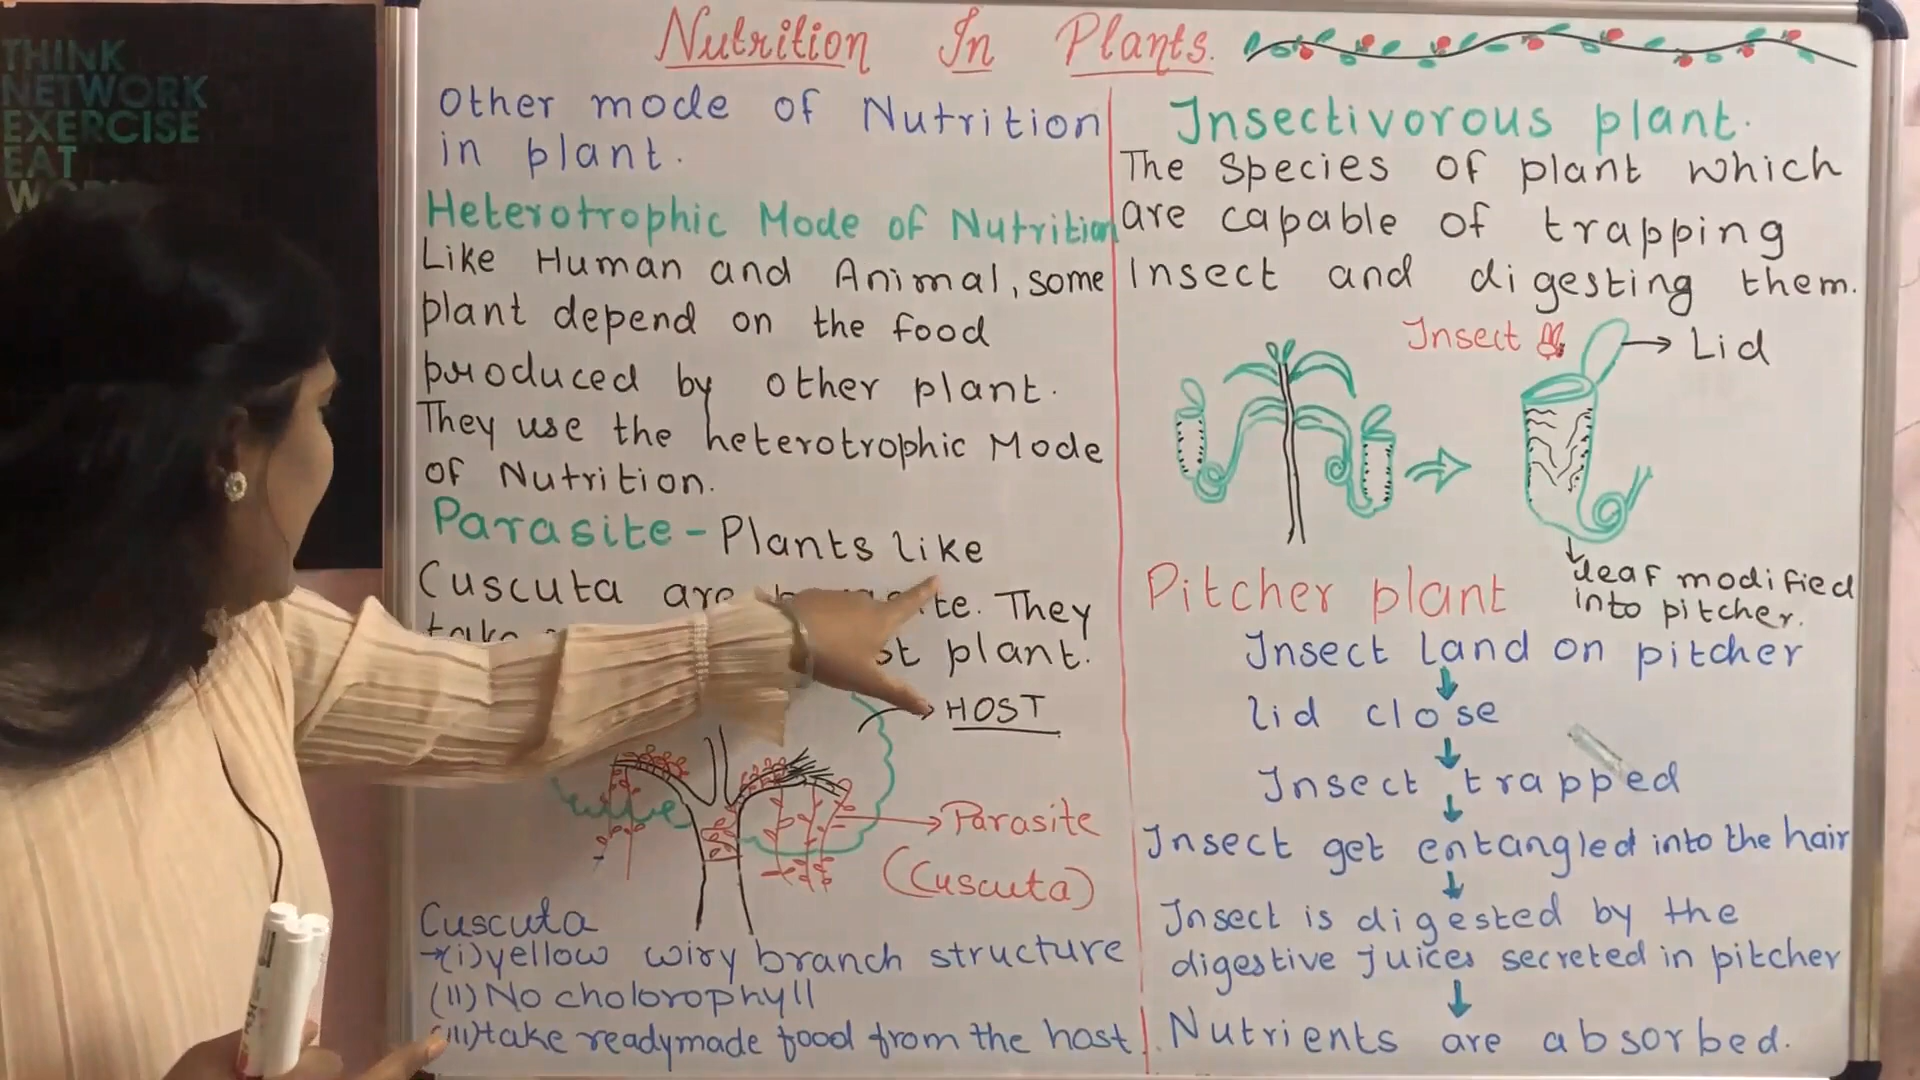 THINK
NETWORK
EXERCISE
EAT
Nutrition In Plants.
Other mode of Nutrition
in plant.
Heterotrophic Mode of Nutrition
Like Human and Animal, some
plant depend on the food
produced by other plant.
They use the heterotrophic Mode
of Nutrition.
Parasite - Plants like
Cuscuta are They
plant.
HOST
Parasite
(Cuscuta)
Cuscuta
→(i) yellow wiry branch structure
(II) No cholorophyll
(III) take readymade food from the host.
Insectivorous plant.
The Species of plant which
are capable of trapping
Insect and digesting them.
Insect
Lid
Pitcher plant
leaf modified
into pitcher.
Insect land on pitcher
lid close
Insect trapped
Insect get entangled into the hair
Insect is digested by the
digestive Juices secreted in pitcher
Nutrients are absorbed.